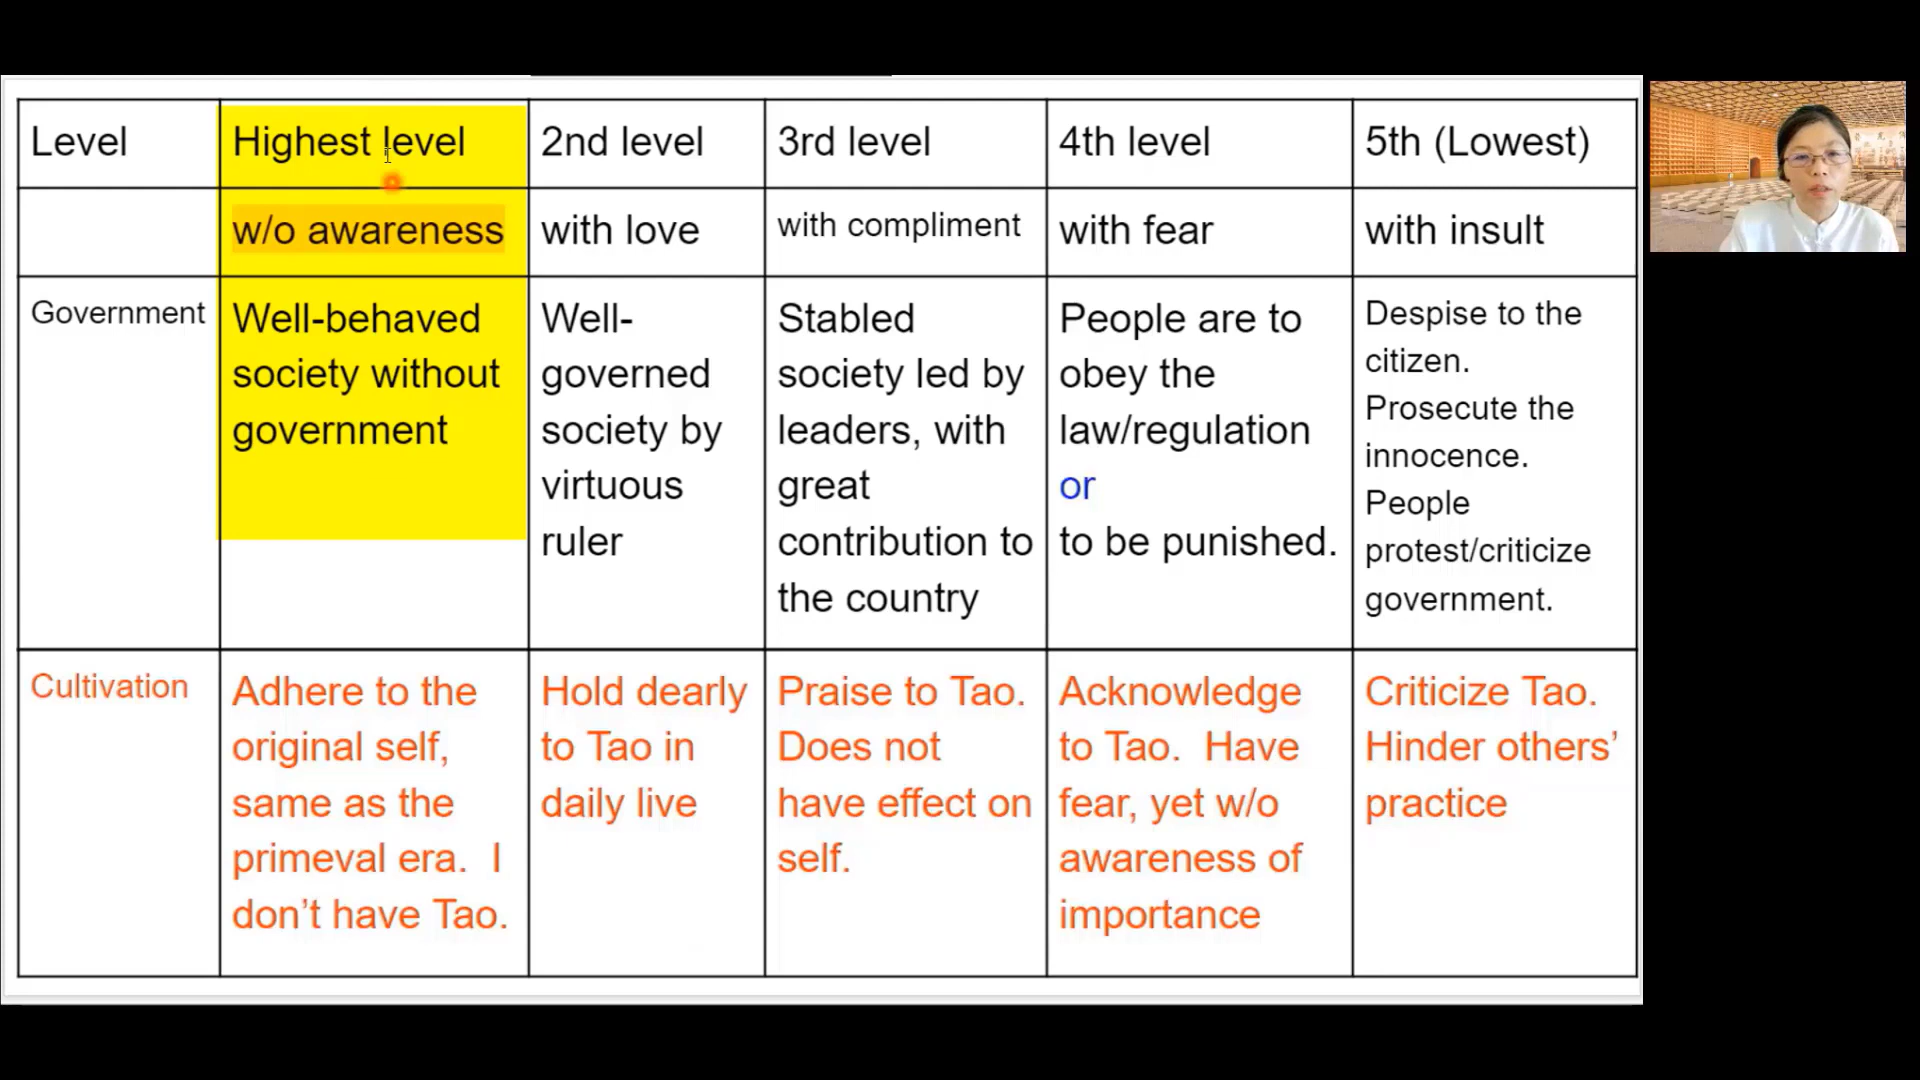 Level
Highest level
2nd level
3rd level
4th level
5th (Lowest)
w/o awareness
with love
with compliment
with fear
with insult
Government
Well-behaved
society without
government
Well-
governed
society by
virtuous
ruler
Stabled
society led by
leaders, with
great
contribution to
the country
People are to
obey the
law/regulation
or
to be punished.
Despise to the
citizen.
Prosecute the
innocence.
People
protest/criticize
government.
Cultivation
Adhere to the
original self,
same as the
primeval era.  I
don't have Tao.
Hold dearly
to Tao in
daily live
Praise to Tao.
Does not
have effect on
self.
Acknowledge
to Tao.  Have
fear, yet w/o
awareness of
importance
Criticize Tao.
Hinder others’
practice